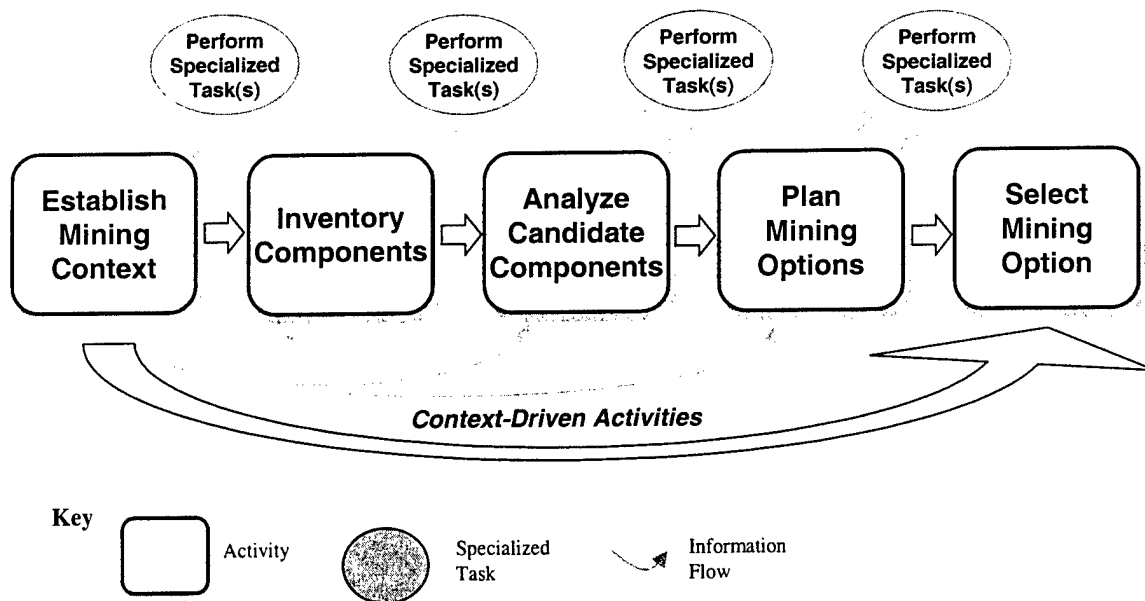 Perform
Specialized
Task(s)
Perform
Specialized
Task(s)
Perform
Specialized
Task(s)
Perform
Specialized
Task(s)
Establish
Mining
Context
Inventory
Components
Analyze
Candidate
Components
Plan
Mining
Options
Select
Mining
Option
Context-Driven Activities
Key
Activity
Specialized
Task
Information
Flow